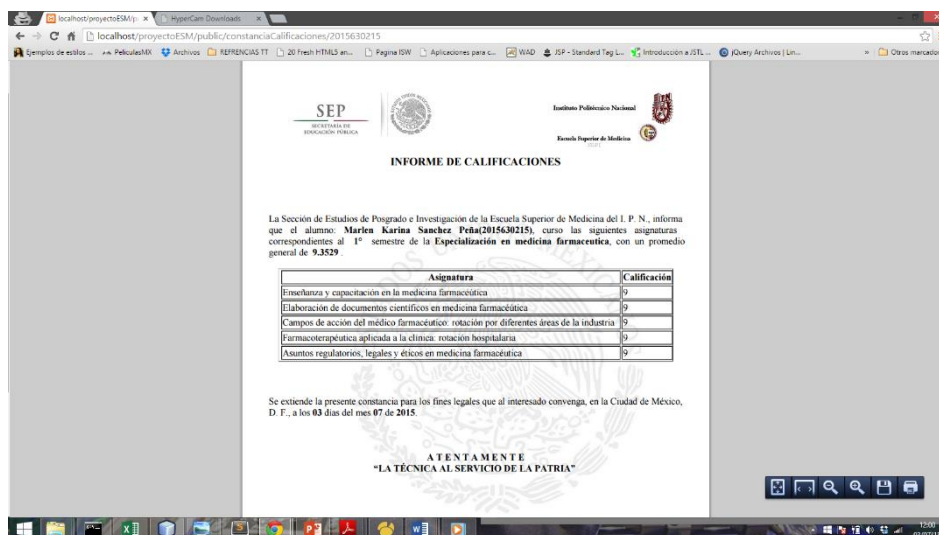 localhost/proyectoESM/p
HyperCam Downloads
localhost/proyectoESM/public/constanciaCalificaciones/2015630215
Ejemplos de estilos ... PeliculasMX Archivos REFRENCIAS TT 20 Fresh HTML5 an... Pagina ISW Aplicaciones para c... WAD JSP - Standard Tag L... Introducción a JSTL ... jQuery Archivos | Lin... » Otros marcador
SEP
SECRETARÍA DE
EDUCACIÓN PÚBLICA
Instituto Politécnico Nacional
Escuela Superior de Medicina
INFORME DE CALIFICACIONES
La Sección de Estudios de Posgrado e Investigación de la Escuela Superior de Medicina del I. P. N., informa
que el alumno: Marlen Karina Sanchez Peña(2015630215), curso las siguientes asignaturas
correspondientes al 1º semestre de la Especialización en medicina farmaceutica, con un promedio
general de 9.3529 .
Asignatura Calificación
Enseñanza y capacitación en la medicina farmacéutica 9
Elaboración de documentos científicos en medicina farmacéutica 9
Campos de acción del médico farmacéutico: rotación por diferentes áreas de la industria 9
Farmacoterapéutica aplicada a la clínica: rotación hospitalaria 9
Asuntos regulatorios, legales y éticos en medicina farmacéutica 9
Se extiende la presente constancia para los fines legales que al interesado convenga, en la Ciudad de México,
D. F., a los 03 dias del mes 07 de 2015.
A T E N T A M E N T E
“LA TÉCNICA AL SERVICIO DE LA PATRIA”
12:00